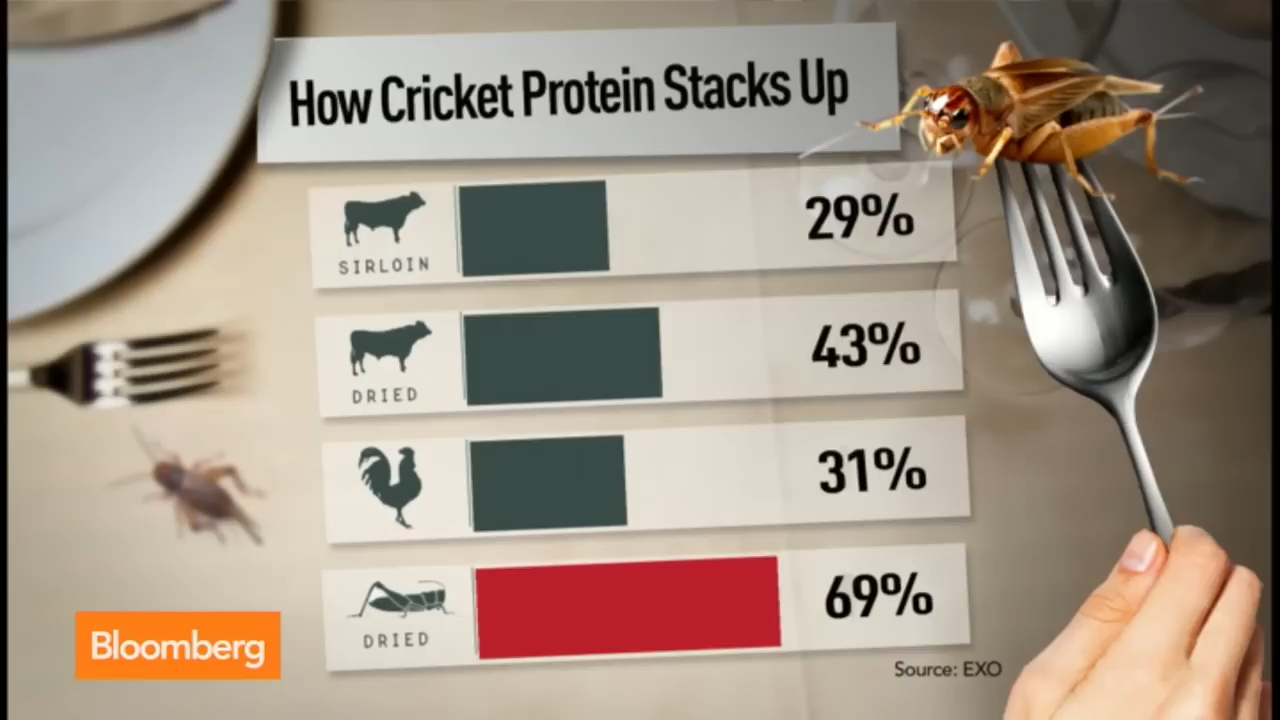 How Cricket Protein Stacks Up
SIRLOIN
29%
DRIED
43%
31%
DRIED
69%
Bloomberg
Source: EXO